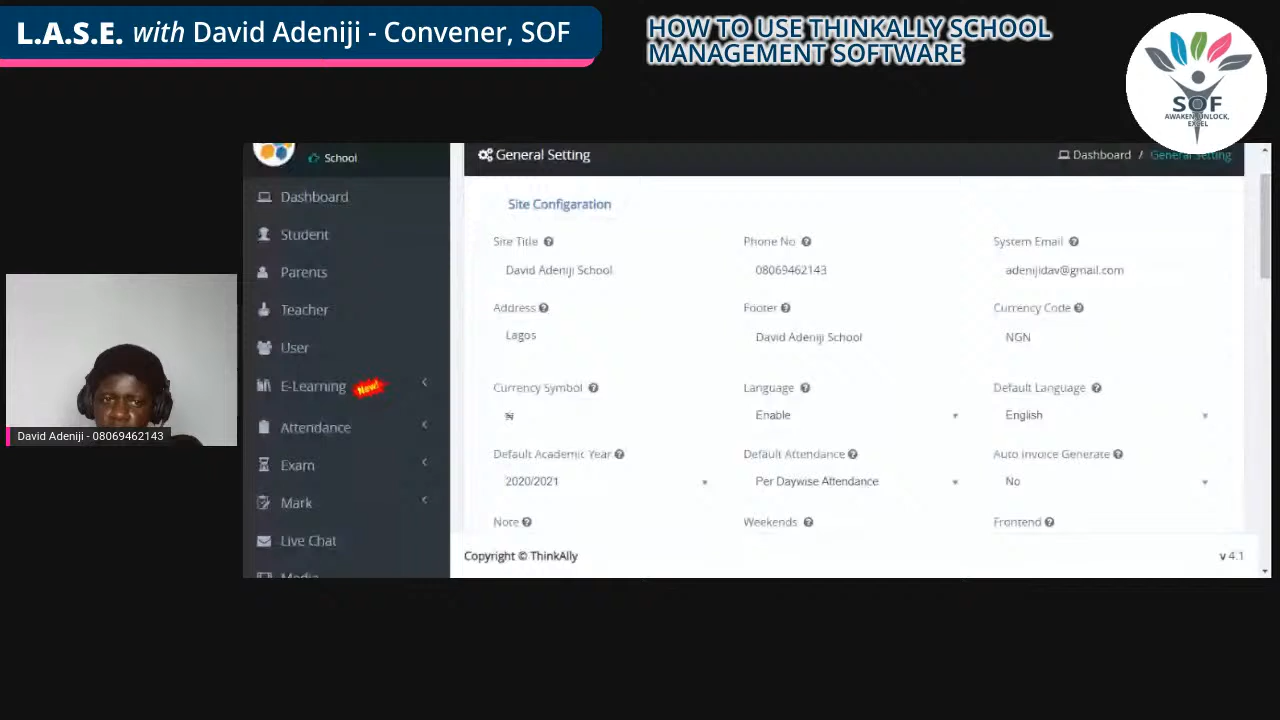 L.A.S.E. with David Adeniji - Convener, SOF
HOW TO USE THINKALLY SCHOOL
MANAGEMENT SOFTWARE
SOF
AWAKEN, UNLOCK,
EXCEL
School
General Setting
Dashboard / General Setting
Dashboard
Student
Parents
Teacher
User
E-Learning New!
Attendance
Exam
Mark
Live Chat
Media
Site Configaration
Site Title
Phone No
System Email
David Adeniji School
08069462143
adenijidav@gmail.com
Address
Footer
Currency Code
Lagos
David Adeniji School
NGN
Currency Symbol
Language
Default Language
₦
Enable
English
Default Academic Year
Default Attendance
Auto Invoice Generate
2020/2021
Per Daywise Attendance
No
Note
Weekends
Frontend
Copyright © ThinkAlly
v 4.1
David Adeniji - 08069462143